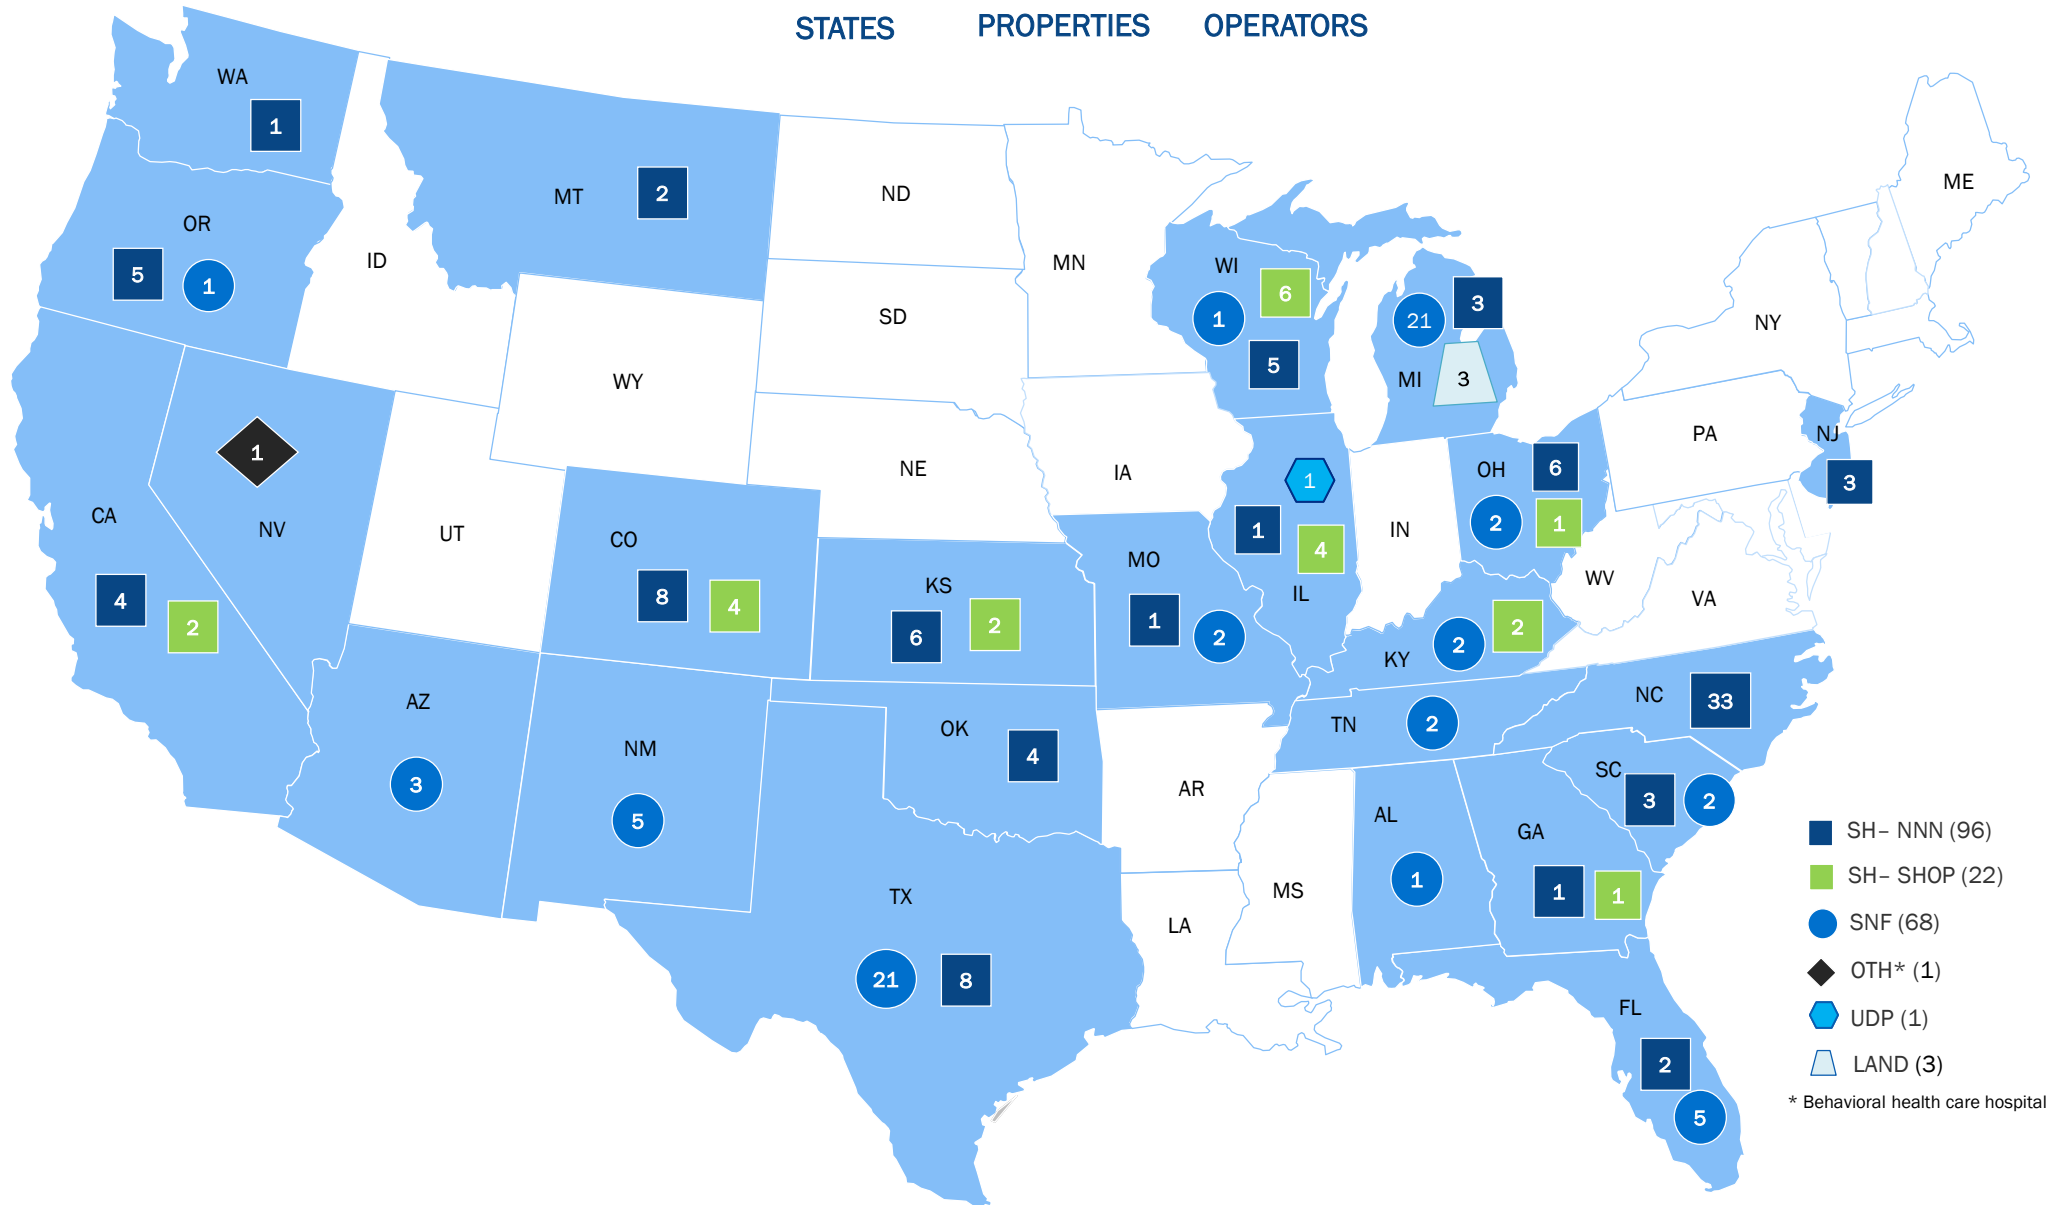 STATES PROPERTIES OPERATORS
WA
1
MT 2
ND
ME
OR
5 1
ID
MN
WI 6
1
5
21 3
MI 3
SD
NY
WY
1
NV
NE
IA
1
1 4
IL
IN
OH 6
2 1
PA
NJ
3
CA
4 2
UT
CO
8 4
KS
6 2
MO
1 2
WV
VA
KY 2 2
AZ
3
NM
5
OK
4
AR
TN 2
NC 33
SC
3 2
TX
21 8
LA
MS
AL
1
GA
1 1
FL
2
5
SH– NNN (96)
SH– SHOP (22)
SNF (68)
OTH* (1)
UDP (1)
LAND (3)
* Behavioral health care hospital